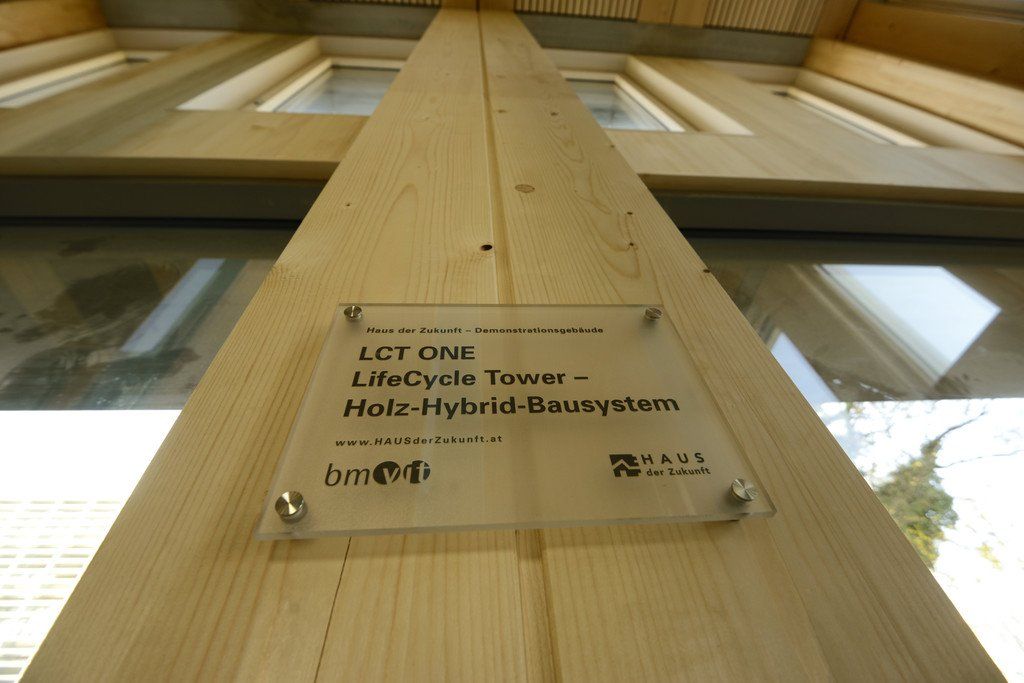 Haus der Zukunft – Demonstrationsgebäude
LCT ONE
LifeCycle Tower –
Holz-Hybrid-Bausystem
www.HAUSderZukunft.at
bmvit
HAUS
der Zukunft